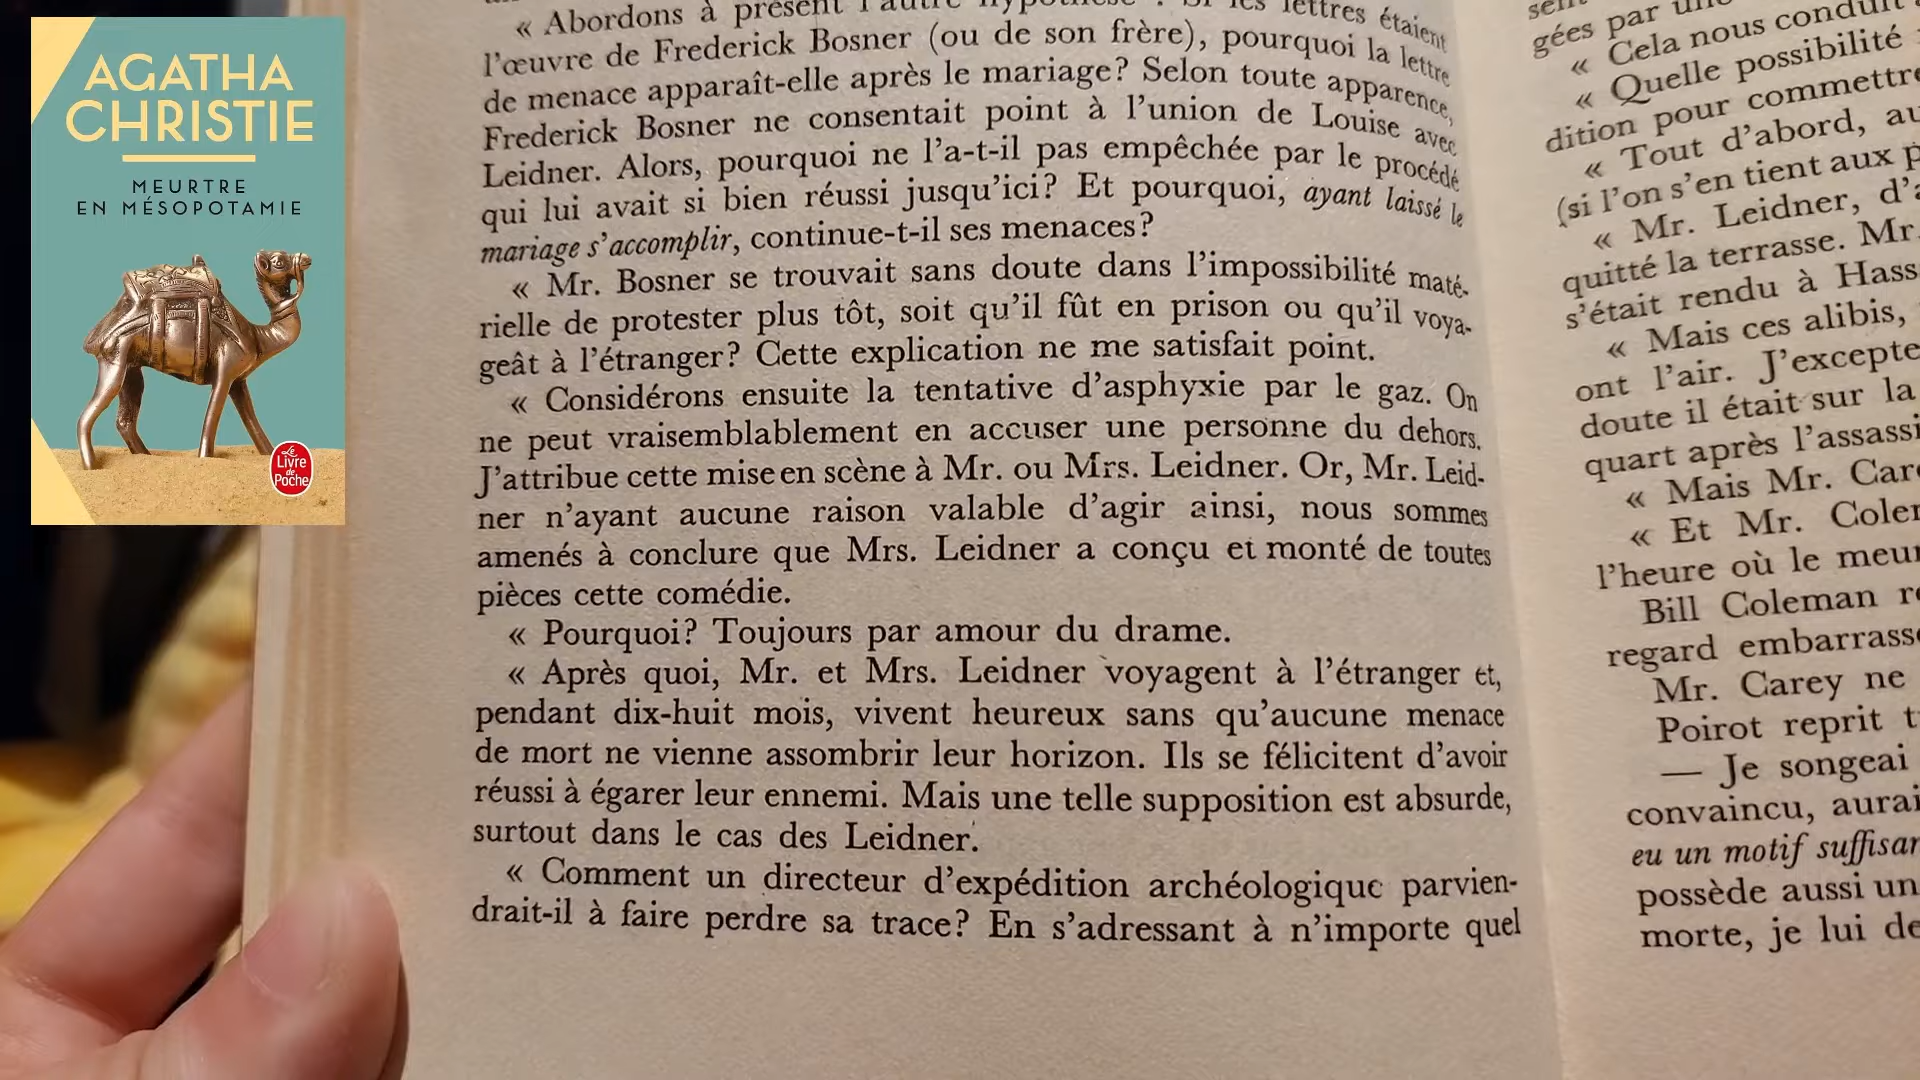 AGATHA
CHRISTIE
MEURTRE
EN MÉSOPOTAMIE
Le
Livre
de
Poche
« Abordons à présent l'autre hypothèse : Si les lettres étaient
l'œuvre de Frederick Bosner (ou de son frère), pourquoi la lettre
de menace apparaît-elle après le mariage? Selon toute apparence,
Frederick Bosner ne consentait point à l'union de Louise avec
Leidner. Alors, pourquoi ne l'a-t-il pas empêchée par le procédé
qui lui avait si bien réussi jusqu'ici? Et pourquoi, ayant laissé le
mariage s'accomplir, continue-t-il ses menaces?
« Mr. Bosner se trouvait sans doute dans l'impossibilité maté-
rielle de protester plus tôt, soit qu'il fût en prison ou qu'il voya-
geât à l'étranger? Cette explication ne me satisfait point.
« Considérons ensuite la tentative d'asphyxie par le gaz. On
ne peut vraisemblablement en accuser une personne du dehors.
J'attribue cette mise en scène à Mr. ou Mrs. Leidner. Or, Mr. Leid-
ner n'ayant aucune raison valable d'agir ainsi, nous sommes
amenés à conclure que Mrs. Leidner a conçu et monté de toutes
pièces cette comédie.
« Pourquoi? Toujours par amour du drame.
« Après quoi, Mr. et Mrs. Leidner voyagent à l'étranger et,
pendant dix-huit mois, vivent heureux sans qu'aucune menace
de mort ne vienne assombrir leur horizon. Ils se félicitent d'avoir
réussi à égarer leur ennemi. Mais une telle supposition est absurde,
surtout dans le cas des Leidner.
« Comment un directeur d'expédition archéologique parvien-
drait-il à faire perdre sa trace? En s'adressant à n'importe quel
gées par
« Cela nous conduit
« Quelle possibilité
dition pour commettre
« Tout d'abord, au
(si l'on s'en tient aux
« Mr. Leidner, d'a
quitté la terrasse. Mr.
s'était rendu à Hass
« Mais ces alibis,
ont l'air. J'excepte
doute il était sur la
quart après l'assassi
« Mais Mr. Care
« Et Mr. Colem
l'heure où le meur
Bill Coleman re
regard embarrassé
Mr. Carey ne
Poirot reprit
— Je songeai
convaincu, aurai
eu un motif suffisan
possède aussi un
morte, je lui de